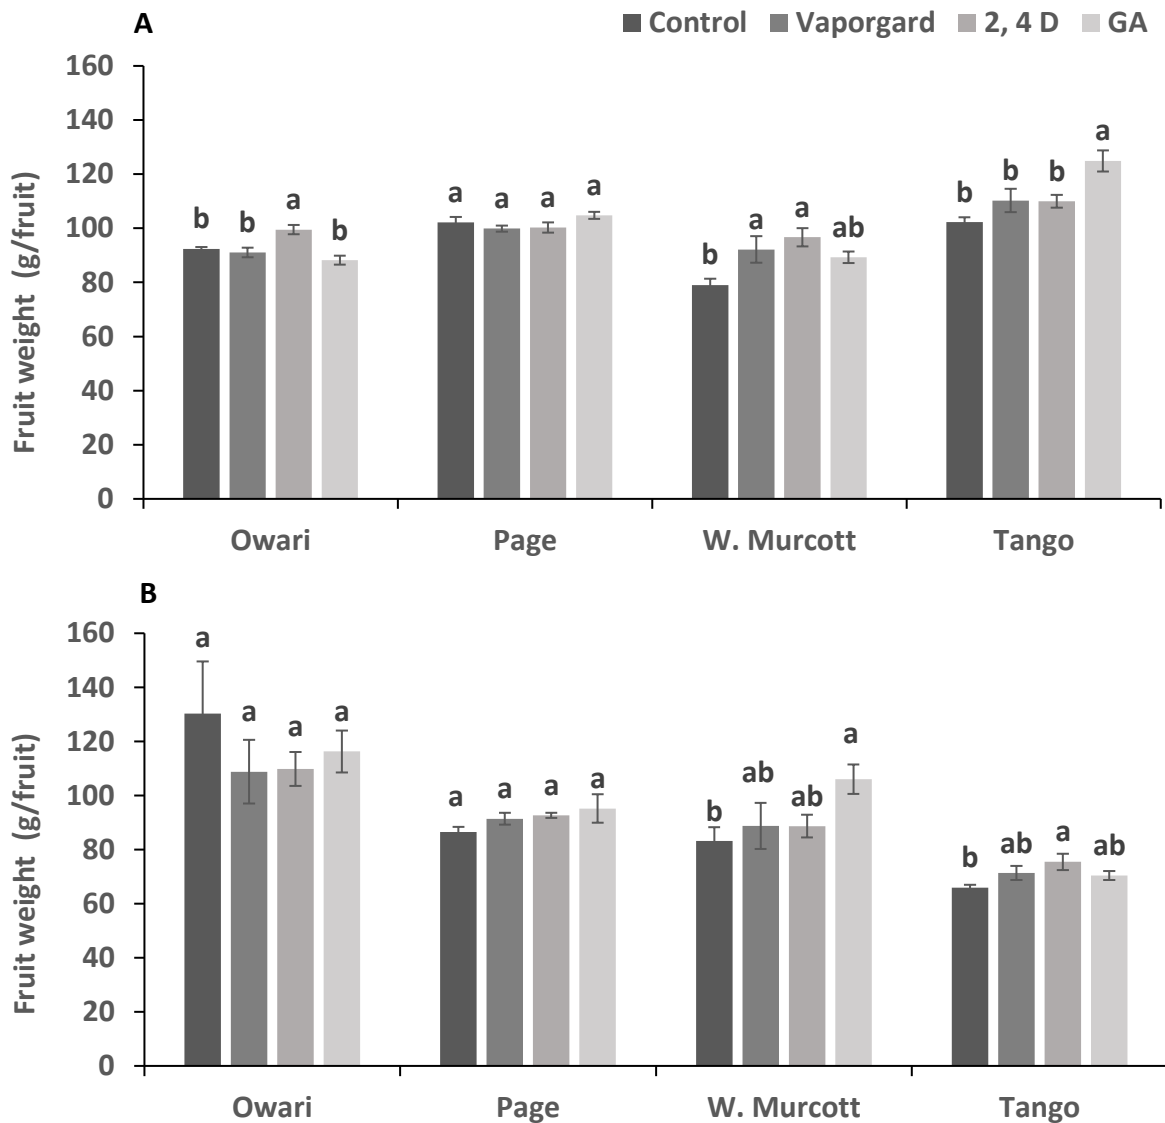 A
Control Vaporgard 2, 4 D GA
160
140
120
100
80
60
40
20
0
Fruit weight (g/fruit)
b b a b
a a a a
b a a ab
b b b a
Owari Page W. Murcott Tango
B
160
140
120
100
80
60
40
20
0
Fruit weight (g/fruit)
a a a a
a a a a
b ab ab a
b ab a ab
Owari Page W. Murcott Tango